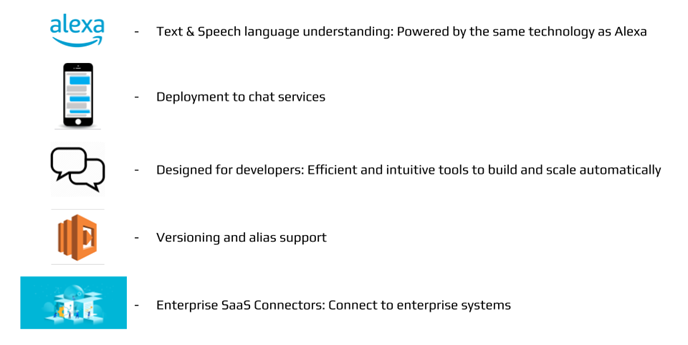 alexa
- Text & Speech language understanding: Powered by the same technology as Alexa
- Deployment to chat services
- Designed for developers: Efficient and intuitive tools to build and scale automatically
- Versioning and alias support
- Enterprise SaaS Connectors: Connect to enterprise systems